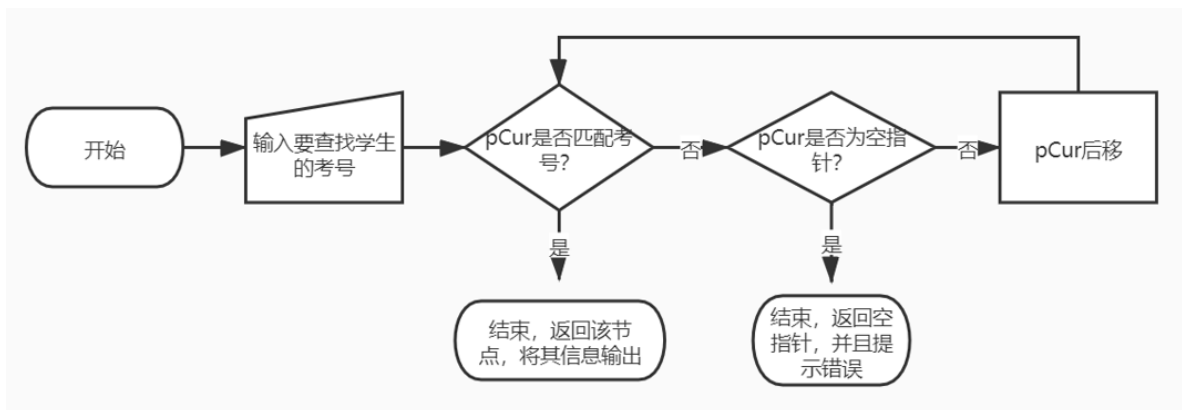 开始
输入要查找学生
的考号
pCur是否匹配考
号?
否
pCur是否为空指
针?
否
pCur后移
是
是
结束，返回该节
点，将其信息输出
结束，返回空
指针，并且提
示错误